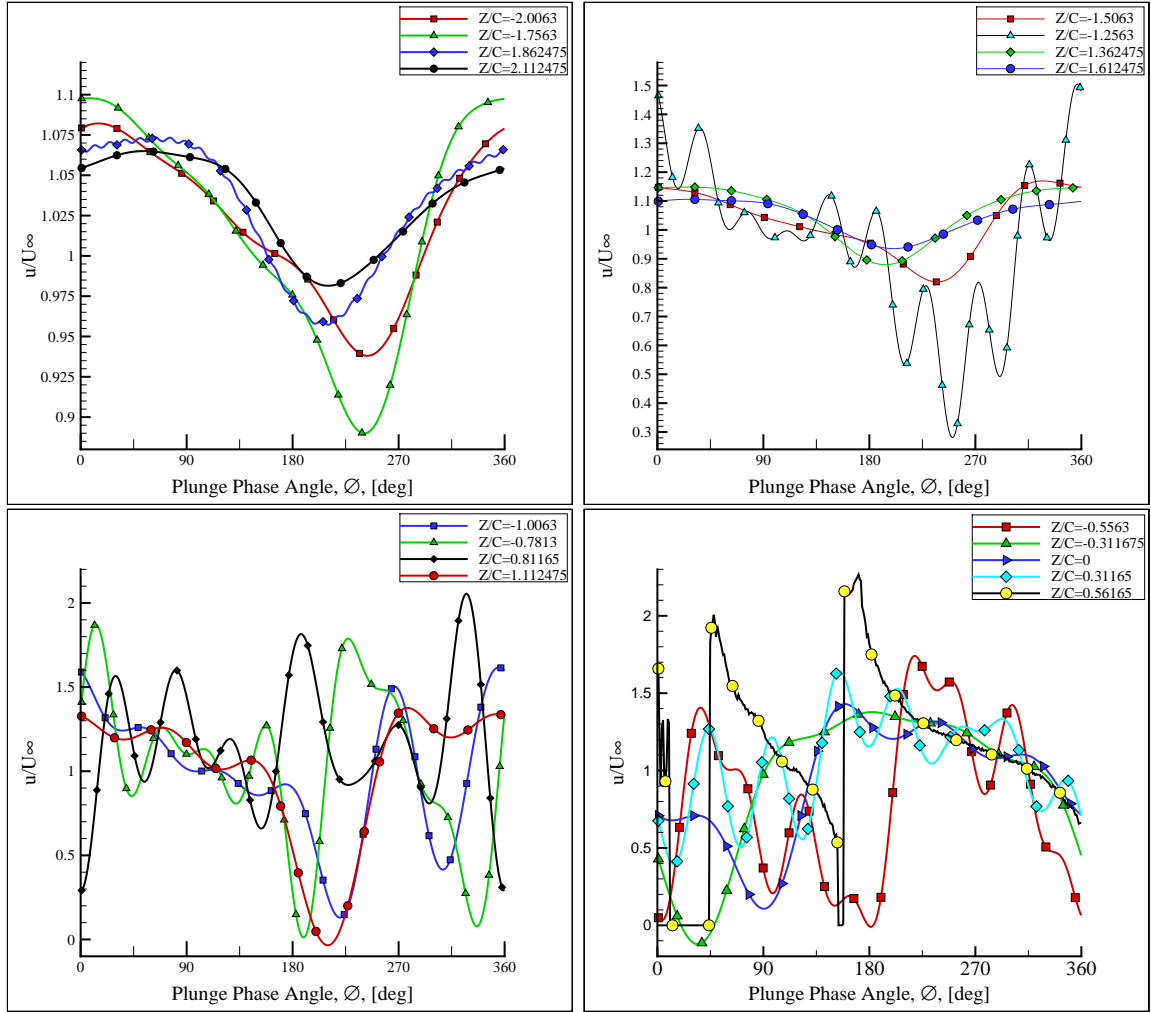 Z/C=-2.0063
Z/C=-1.7563
Z/C=1.862475
Z/C=2.112475
1.1
1.075
1.05
1.025
1
0.975
0.95
0.925
0.9
u/U∞
0 90 180 270 360
Plunge Phase Angle, ∅, [deg]
Z/C=-1.5063
Z/C=-1.2563
Z/C=1.362475
Z/C=1.612475
1.5
1.4
1.3
1.2
1.1
1
0.9
0.8
0.7
0.6
0.5
0.4
0.3
u/U∞
0 90 180 270 360
Plunge Phase Angle, ∅, [deg]
Z/C=-1.0063
Z/C=-0.7813
Z/C=0.81165
Z/C=1.112475
2
1.5
1
0.5
0
u/U∞
0 90 180 270 360
Plunge Phase Angle, ∅, [deg]
Z/C=-0.5563
Z/C=-0.311675
Z/C=0
Z/C=0.31165
Z/C=0.56165
2
1.5
1
0.5
0
u/U∞
0 90 180 270 360
Plunge Phase Angle, ∅, [deg]